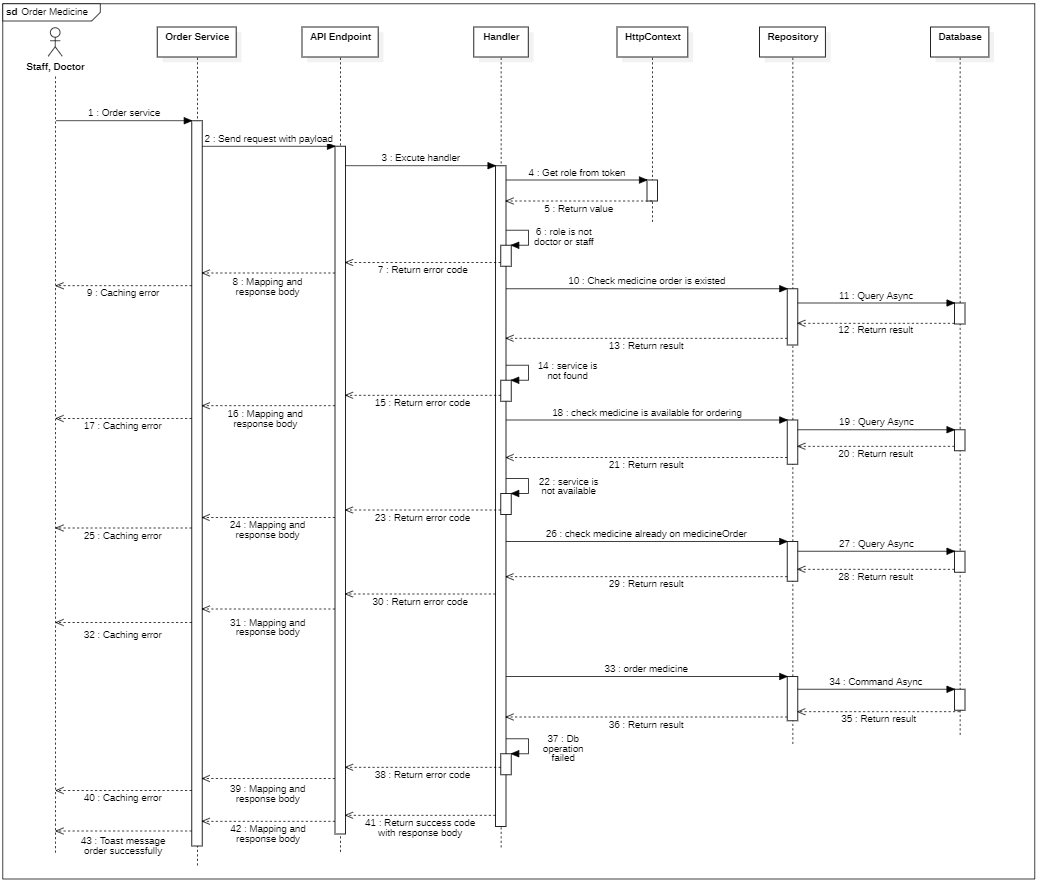 sd Order Medicine
Order Service
API Endpoint
Handler
HttpContext
Repository
Database
Staff, Doctor
1 : Order service
2 : Send request with payload
3 : Excute handler
4 : Get role from token
5 : Return value
6 : role is not
doctor or staff
7 : Return error code
8 : Mapping and
response body
9 : Caching error
10 : Check medicine order is existed
11 : Query Async
12 : Return result
13 : Return result
14 : service is
not found
15 : Return error code
16 : Mapping and
response body
17 : Caching error
18 : check medicine is available for ordering
19 : Query Async
20 : Return result
21 : Return result
22 : service is
not available
23 : Return error code
24 : Mapping and
response body
25 : Caching error
26 : check medicine already on medicineOrder
27 : Query Async
28 : Return result
29 : Return result
30 : Return error code
31 : Mapping and
response body
32 : Caching error
33 : order medicine
34 : Command Async
35 : Return result
36 : Return result
37 : Db
operation
failed
38 : Return error code
39 : Mapping and
response body
40 : Caching error
41 : Return success code
with response body
42 : Mapping and
response body
43 : Toast message
order successfully